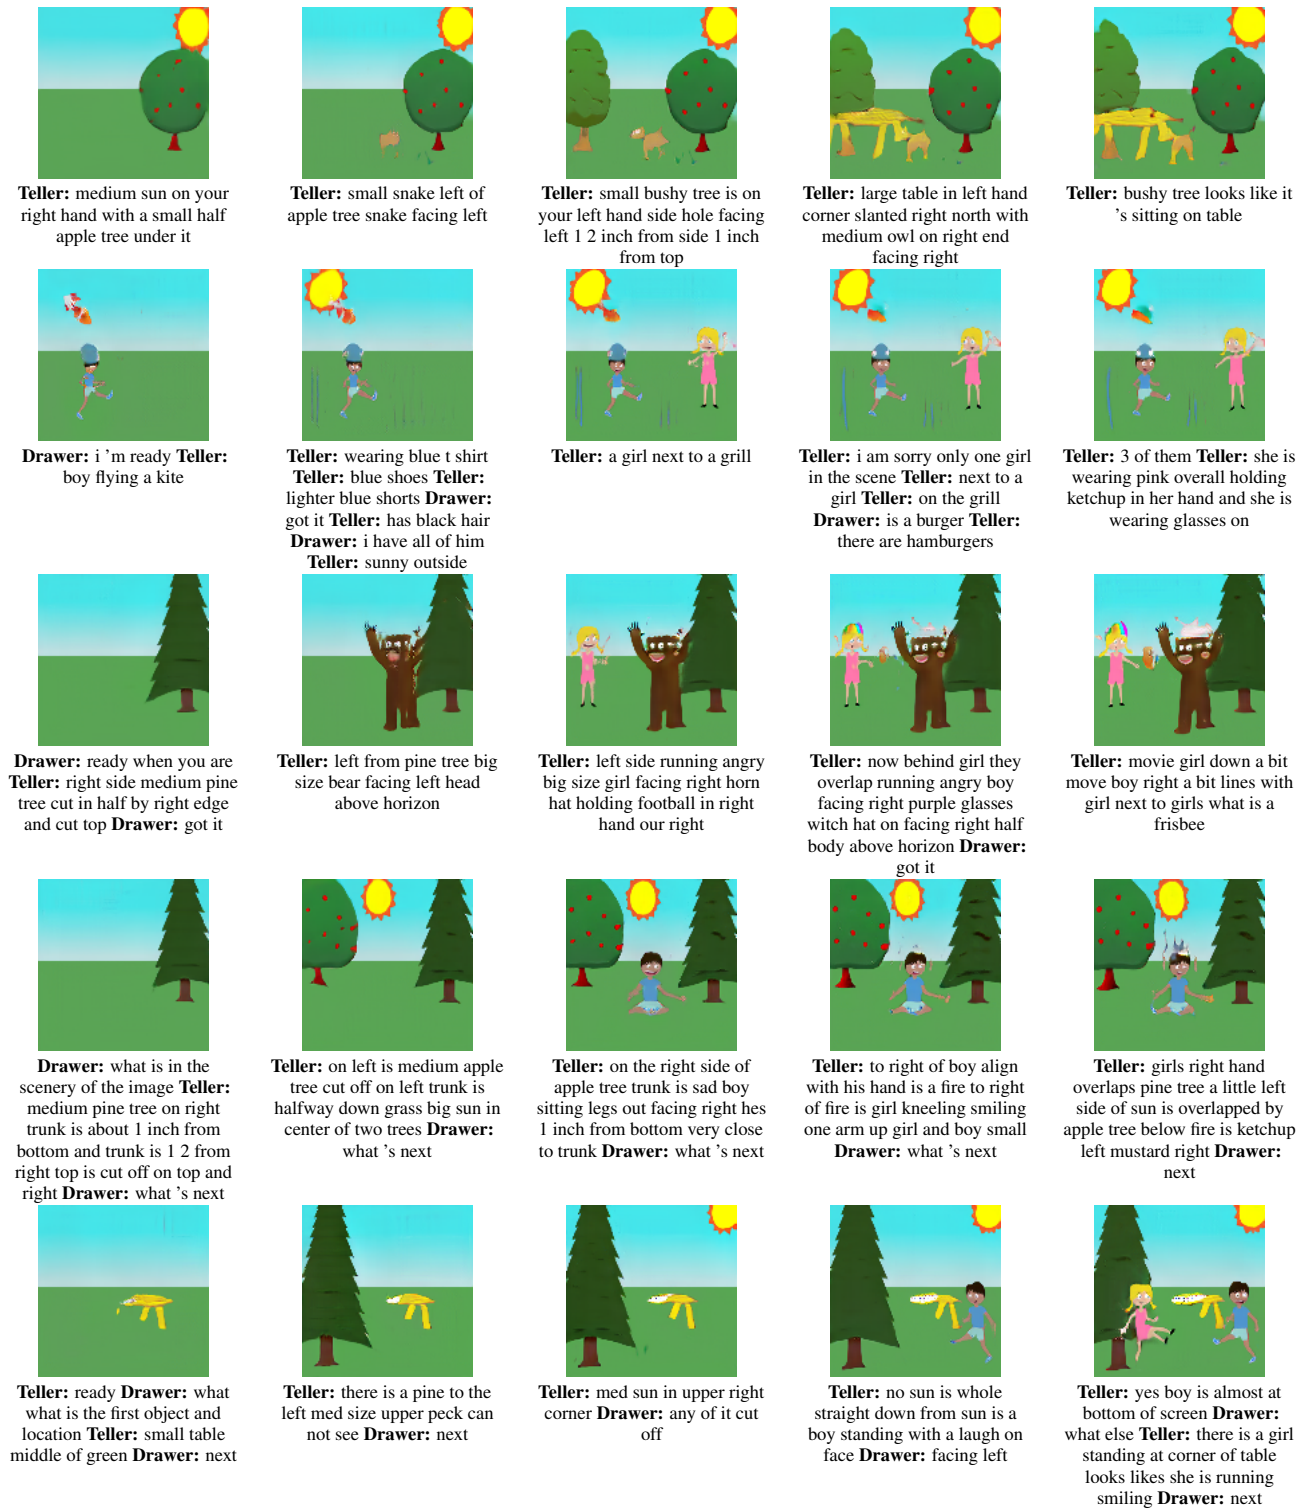 Teller: medium sun on your
right hand with a small half
apple tree under it
Teller: small snake left of
apple tree snake facing left
Teller: small bushy tree is on
your left hand side hole facing
left 1 2 inch from side 1 inch
from top
Teller: large table in left hand
corner slanted right north with
medium owl on right end
facing right
Teller: bushy tree looks like it
's sitting on table
Drawer: i 'm ready Teller:
boy flying a kite
Teller: wearing blue t shirt
Teller: blue shoes Teller:
lighter blue shorts Drawer:
got it Teller: has black hair
Drawer: i have all of him
Teller: sunny outside
Teller: a girl next to a grill
Teller: i am sorry only one girl
in the scene Teller: next to a
girl Teller: on the grill
Drawer: is a burger Teller:
there are hamburgers
Teller: 3 of them Teller: she is
wearing pink overall holding
ketchup in her hand and she is
wearing glasses on
Drawer: ready when you are
Teller: right side medium pine
tree cut in half by right edge
and cut top Drawer: got it
Teller: left from pine tree big
size bear facing left head
above horizon
Teller: left side running angry
big size girl facing right horn
hat holding football in right
hand our right
Teller: now behind girl they
overlap running angry boy
facing right purple glasses
witch hat on facing right half
body above horizon Drawer:
got it
Teller: movie girl down a bit
move boy right a bit lines with
girl next to girls what is a
frisbee
Drawer: what is in the
scenery of the image Teller:
medium pine tree on right
trunk is about 1 inch from
bottom and trunk is 1 2 from
right top is cut off on top and
right Drawer: what 's next
Teller: on left is medium apple
tree cut off on left trunk is
halfway down grass big sun in
center of two trees Drawer:
what 's next
Teller: on the right side of
apple tree trunk is sad boy
sitting legs out facing right hes
1 inch from bottom very close
to trunk Drawer: what 's next
Teller: to right of boy align
with his hand is a fire to right
of fire is girl kneeling smiling
one arm up girl and boy small
Drawer: what 's next
Teller: girls right hand
overlaps pine tree a little left
side of sun is overlapped by
apple tree below fire is ketchup
left mustard right Drawer:
next
Teller: ready Drawer: what
what is the first object and
location Teller: small table
middle of green Drawer: next
Teller: there is a pine to the
left med size upper peck can
not see Drawer: next
Teller: med sun in upper right
corner Drawer: any of it cut
off
Teller: no sun is whole
straight down from sun is a
boy standing with a laugh on
face Drawer: facing left
Teller: yes boy is almost at
bottom of screen Drawer:
what else Teller: there is a girl
standing at corner of table
looks likes she is running
smiling Drawer: next